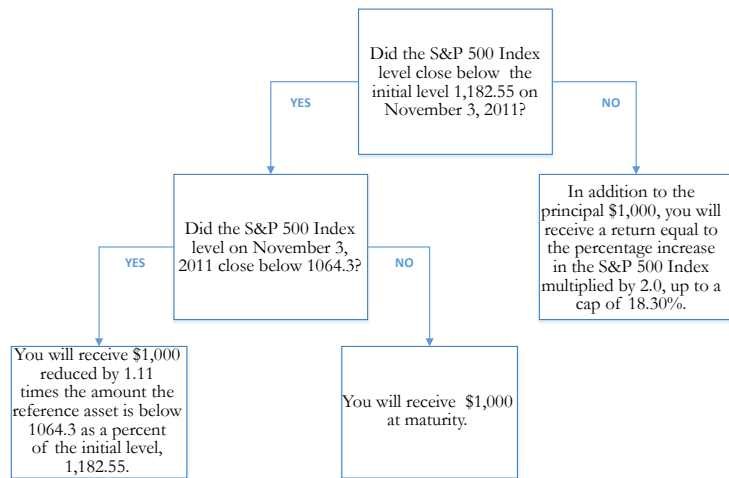 Did the S&P 500 Index
level close below the
initial level 1,182.55 on
November 3, 2011?
YES
NO
Did the S&P 500 Index
level on November 3,
2011 close below 1064.3?
In addition to the
principal $1,000, you will
receive a return equal to
the percentage increase
in the S&P 500 Index
multiplied by 2.0, up to a
cap of 18.30%.
YES
NO
You will receive $1,000
reduced by 1.11
times the amount the
reference asset is below
1064.3 as a percent
of the initial level,
1,182.55.
You will receive $1,000
at maturity.